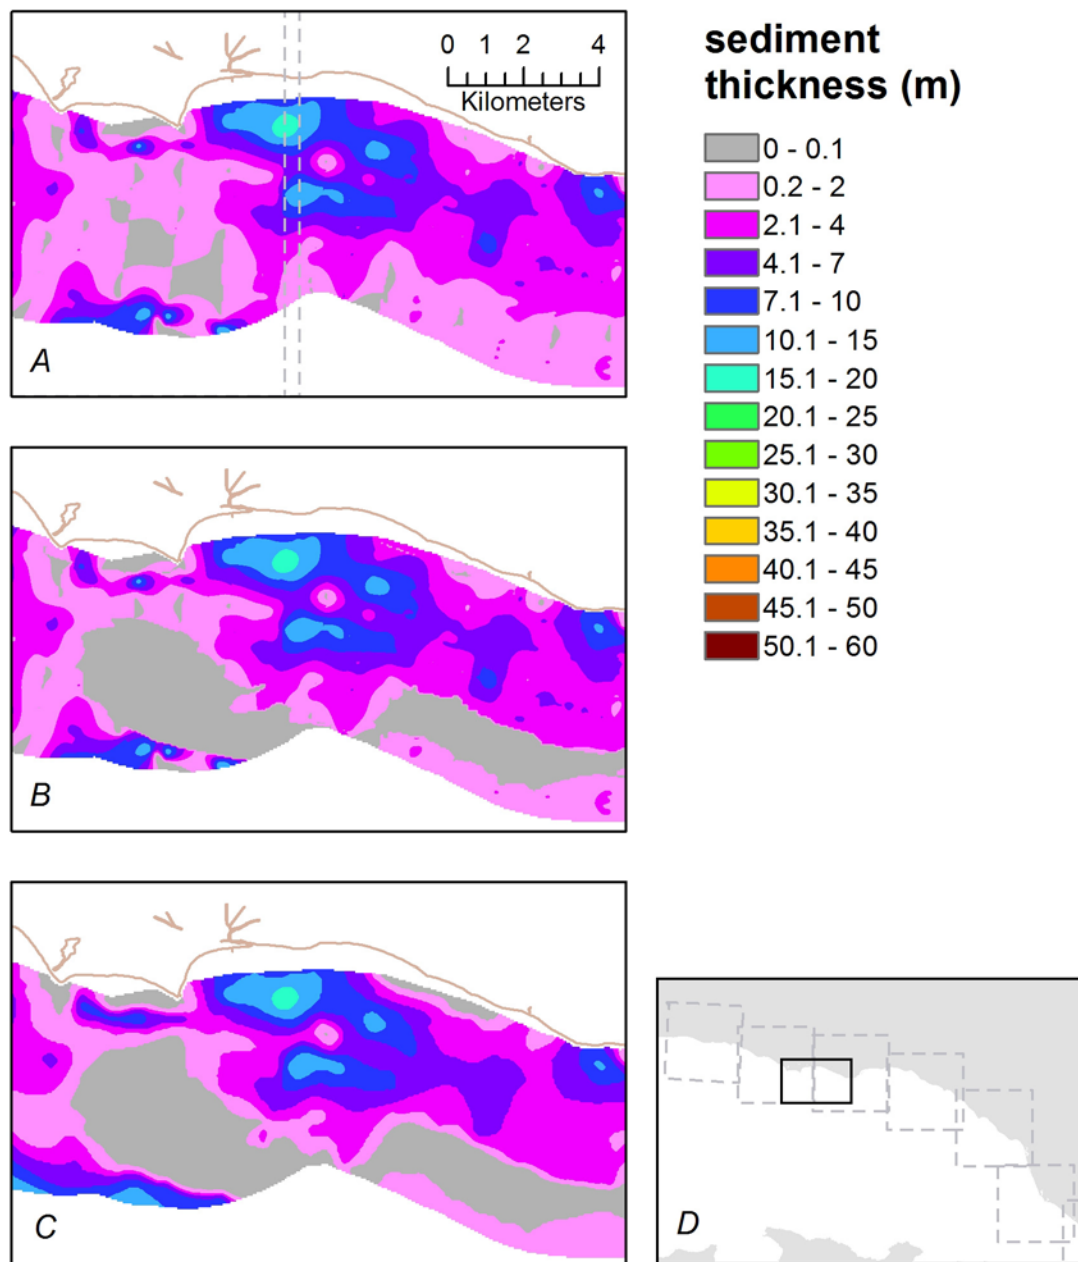 0 1 2 4
Kilometers
A
B
C
sediment
thickness (m)
0 - 0.1
0.2 - 2
2.1 - 4
4.1 - 7
7.1 - 10
10.1 - 15
15.1 - 20
20.1 - 25
25.1 - 30
30.1 - 35
35.1 - 40
40.1 - 45
45.1 - 50
50.1 - 60
D